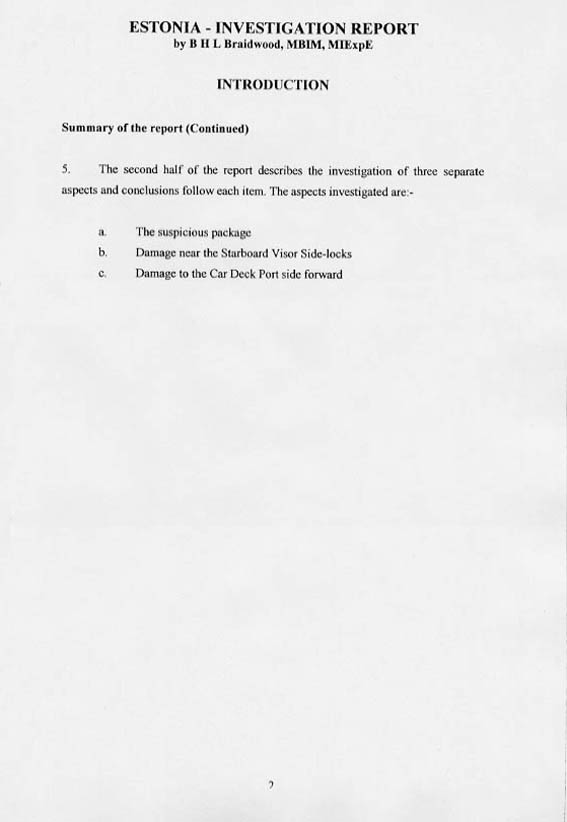 ESTONIA - INVESTIGATION REPORT
by B H L Braidwood, MBIM, MIExpE
INTRODUCTION
Summary of the report (Continued)
5. The second half of the report describes the investigation of three separate
aspects and conclusions follow each item. The aspects investigated are:-
a. The suspicious package
b. Damage near the Starboard Visor Side-locks
c. Damage to the Car Deck Port side forward
2